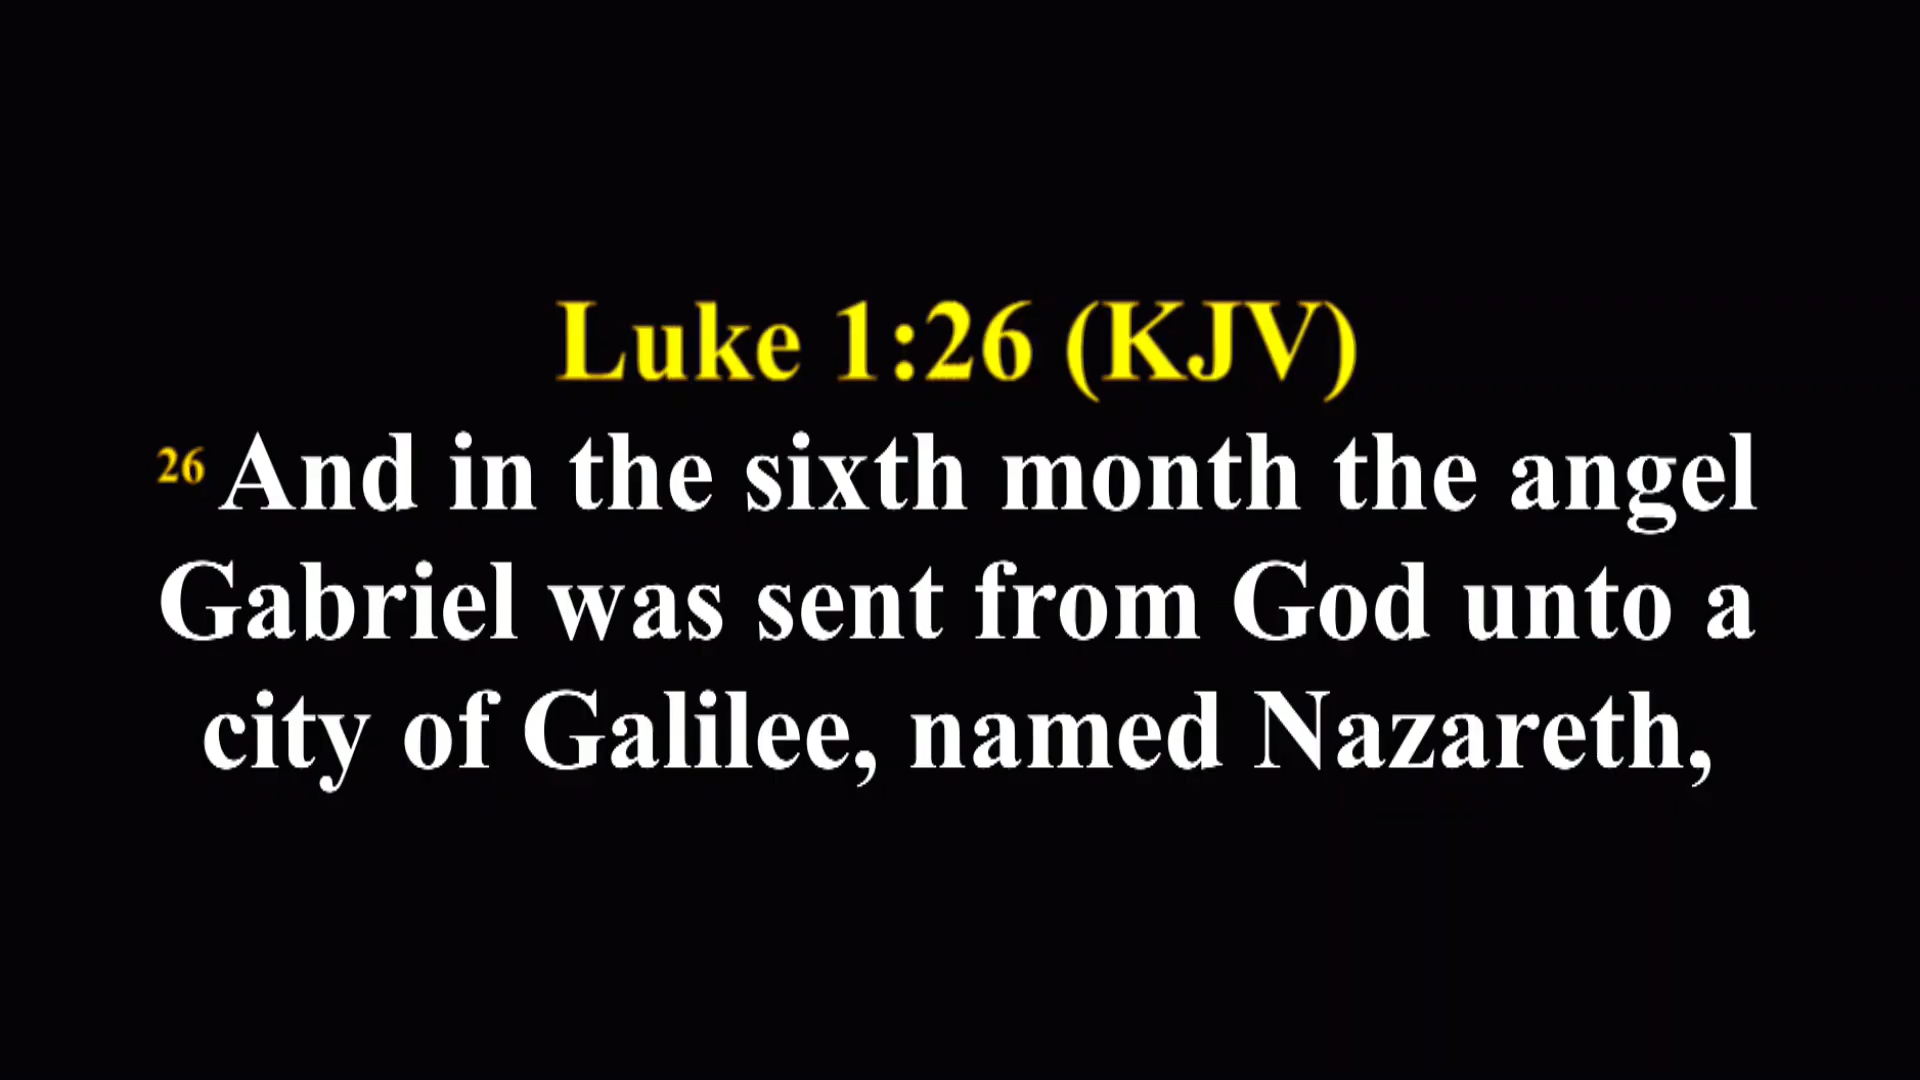 Luke 1:26 (KJV)
26 And in the sixth month the angel
Gabriel was sent from God unto a
city of Galilee, named Nazareth,